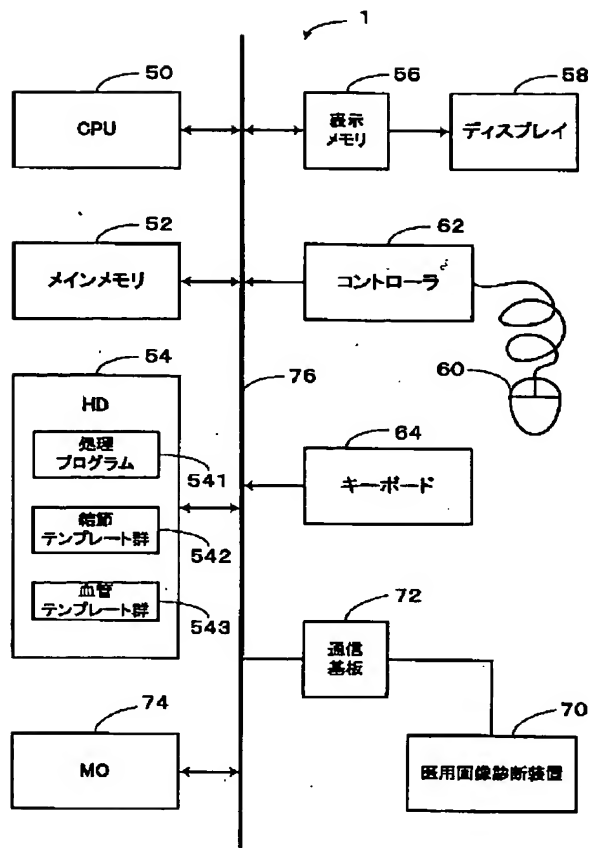 1
50
CPU
56
表示
メモリ
58
ディスプレイ
52
メインメモリ
62
コントローラ
60
54
HD
処理
プログラム
541
結節
テンプレート群
542
血管
テンプレート群
543
76
64
キーボード
72
通信
基板
74
MO
70
医用画像診断装置